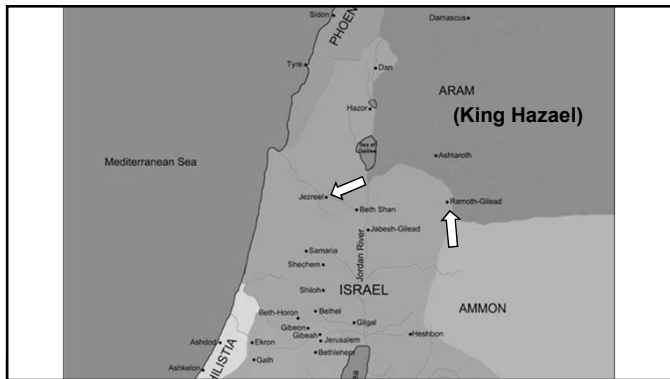 Sidon
PHOEN
Damascus
Tyre
Dan
ARAM
Hazor
(King Hazael)
Sea of
Galilee
Mediterranean Sea
Ashtaroth
Jezreel
Beth Shan
Ramoth-Gilead
Jabesh-Gilead
Jordan River
Samaria
Shechem
Shiloh
ISRAEL
AMMON
Beth-Horon
Bethel
Gibeon
Gilgal
Gibeah
Heshbon
Ashdod
Ekron
Jerusalem
Bethlehem
Gath
Ashkelon
HILISTIA
ea